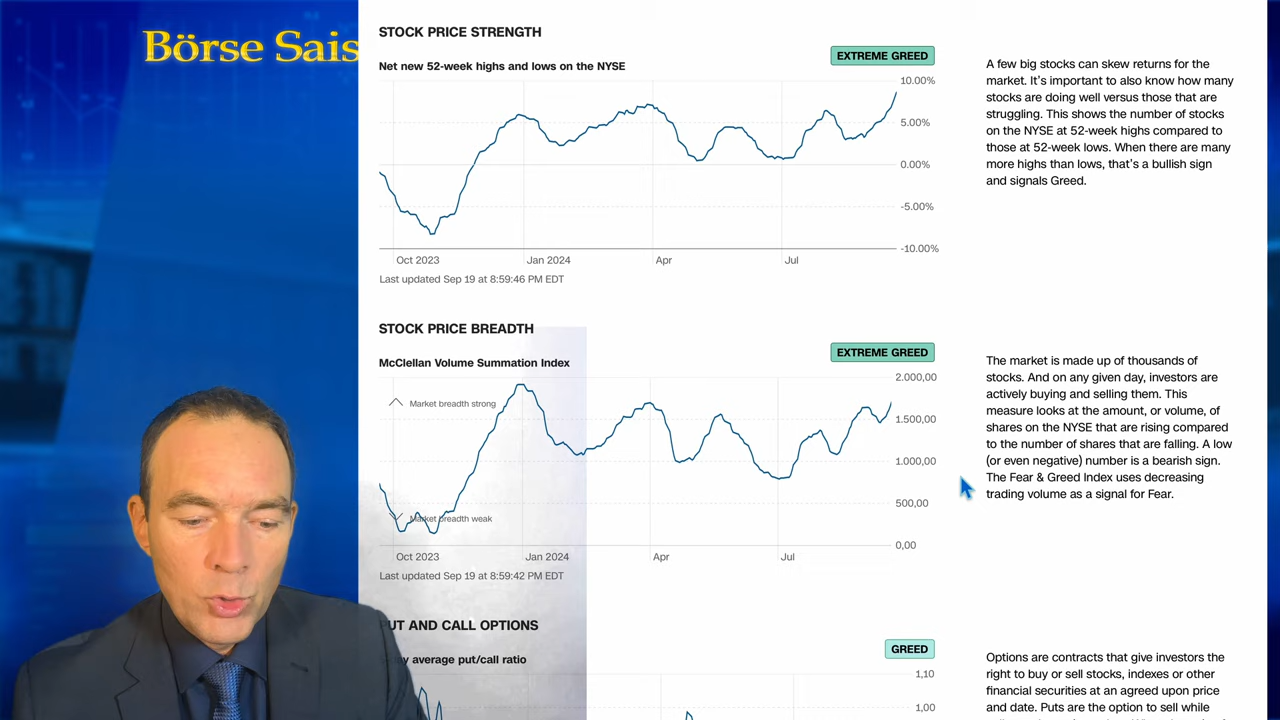 Börse Sais
STOCK PRICE STRENGTH
EXTREME GREED
Net new 52-week highs and lows on the NYSE
10.00%
5.00%
0.00%
-5.00%
-10.00%
Oct 2023
Jan 2024
Apr
Jul
Last updated Sep 19 at 8:59:46 PM EDT
A few big stocks can skew returns for the
market. It's important to also know how many
stocks are doing well versus those that are
struggling. This shows the number of stocks
on the NYSE at 52-week highs compared to
those at 52-week lows. When there are many
more highs than lows, that's a bullish sign
and signals Greed.
STOCK PRICE BREADTH
EXTREME GREED
McClellan Volume Summation Index
2.000,00
Market breadth strong
1.500,00
1.000,00
500,00
Market breadth weak
0,00
Oct 2023
Jan 2024
Apr
Jul
Last updated Sep 19 at 8:59:42 PM EDT
The market is made up of thousands of
stocks. And on any given day, investors are
actively buying and selling them. This
measure looks at the amount, or volume, of
shares on the NYSE that are rising compared
to the number of shares that are falling. A low
(or even negative) number is a bearish sign.
The Fear & Greed Index uses decreasing
trading volume as a signal for Fear.
PUT AND CALL OPTIONS
GREED
average put/call ratio
1,10
1,00
Options are contracts that give investors the
right to buy or sell stocks, indexes or other
financial securities at an agreed upon price
and date. Puts are the option to sell while